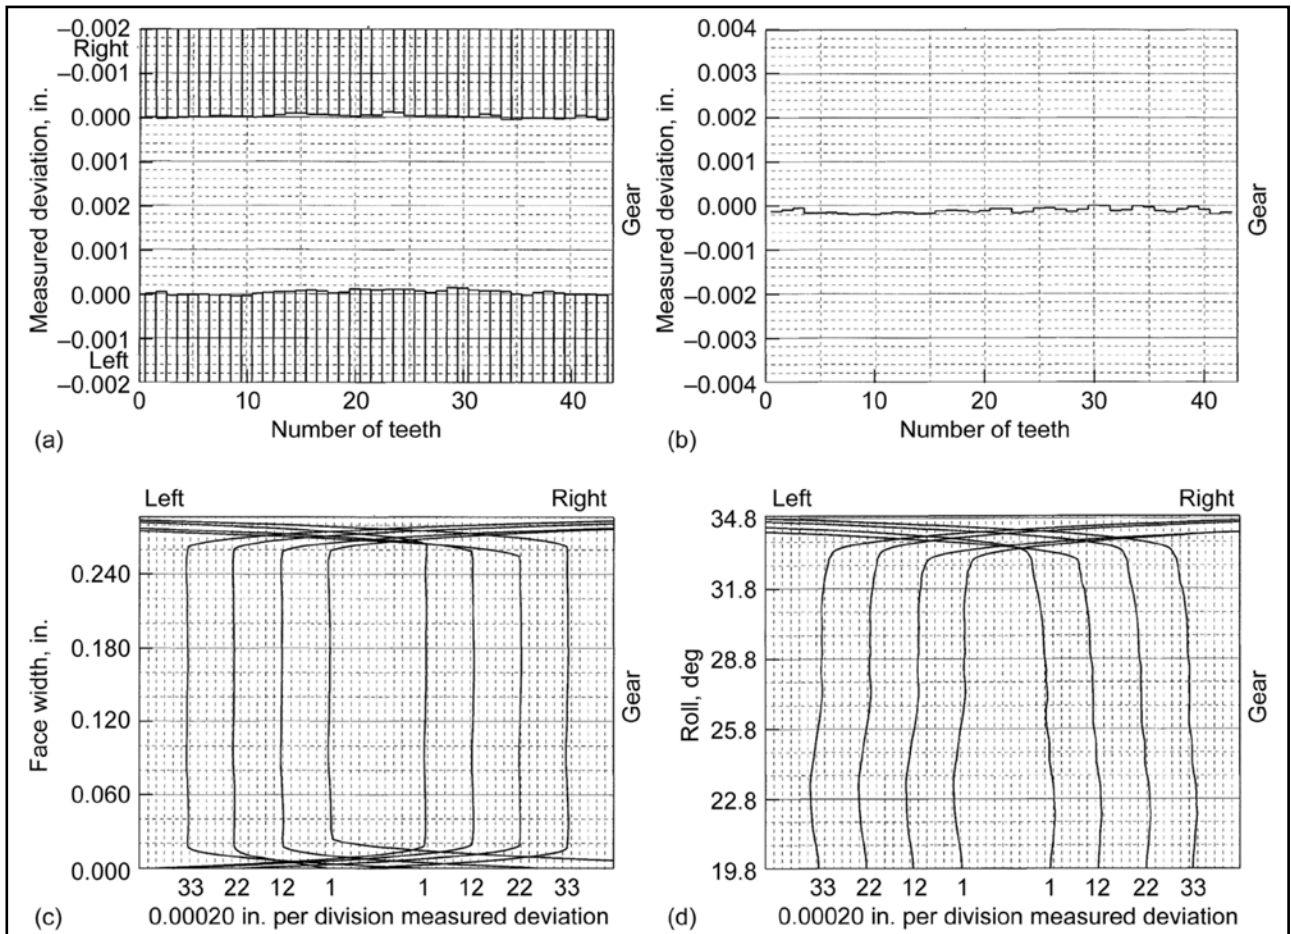 –0.002
Right
–0.001
0.000
0.001
0.002
0.001
0.000
–0.001
Left
–0.002
Measured deviation, in.
0 10 20 30 40
Number of teeth
Gear
(a)
0.004
0.003
0.002
0.001
0.000
–0.001
–0.002
–0.003
–0.004
Measured deviation, in.
0 10 20 30 40
Number of teeth
Gear
(b)
Left Right
0.240
0.180
0.120
0.060
0.000
Face width, in.
33 22 12 1 1 12 22 33
0.00020 in. per division measured deviation
Gear
(c)
Left Right
34.8
31.8
28.8
25.8
22.8
19.8
Roll, deg
33 22 12 1 1 12 22 33
0.00020 in. per division measured deviation
Gear
(d)